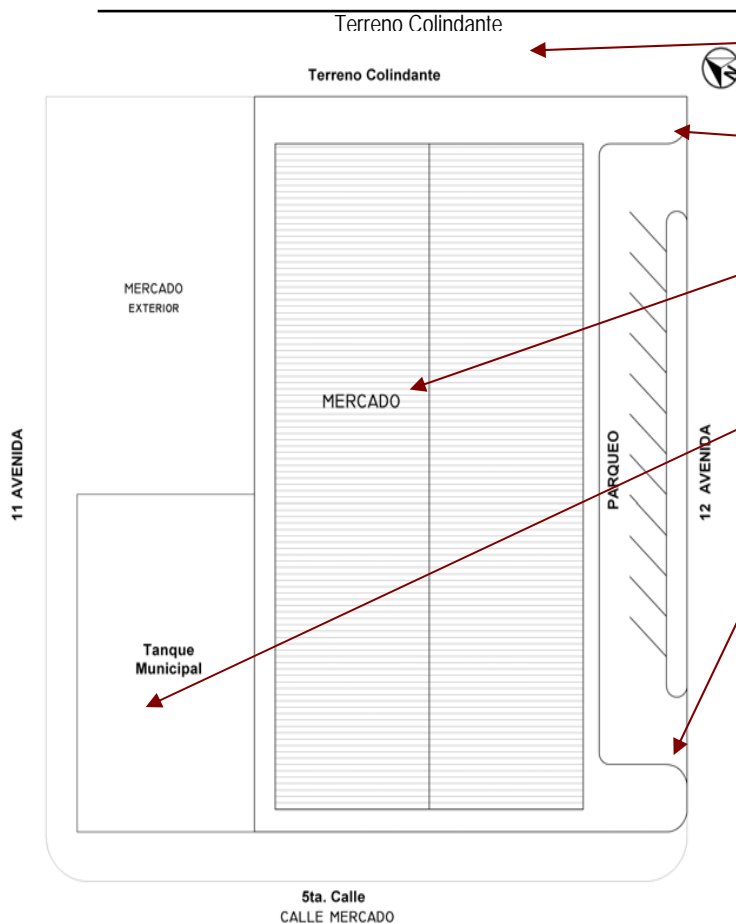 Terreno Colindante
Terreno Colindante
N
MERCADO
EXTERIOR
MERCADO
11 AVENIDA
PARQUEO
12 AVENIDA
Tanque
Municipal
5ta. Calle
CALLE MERCADO